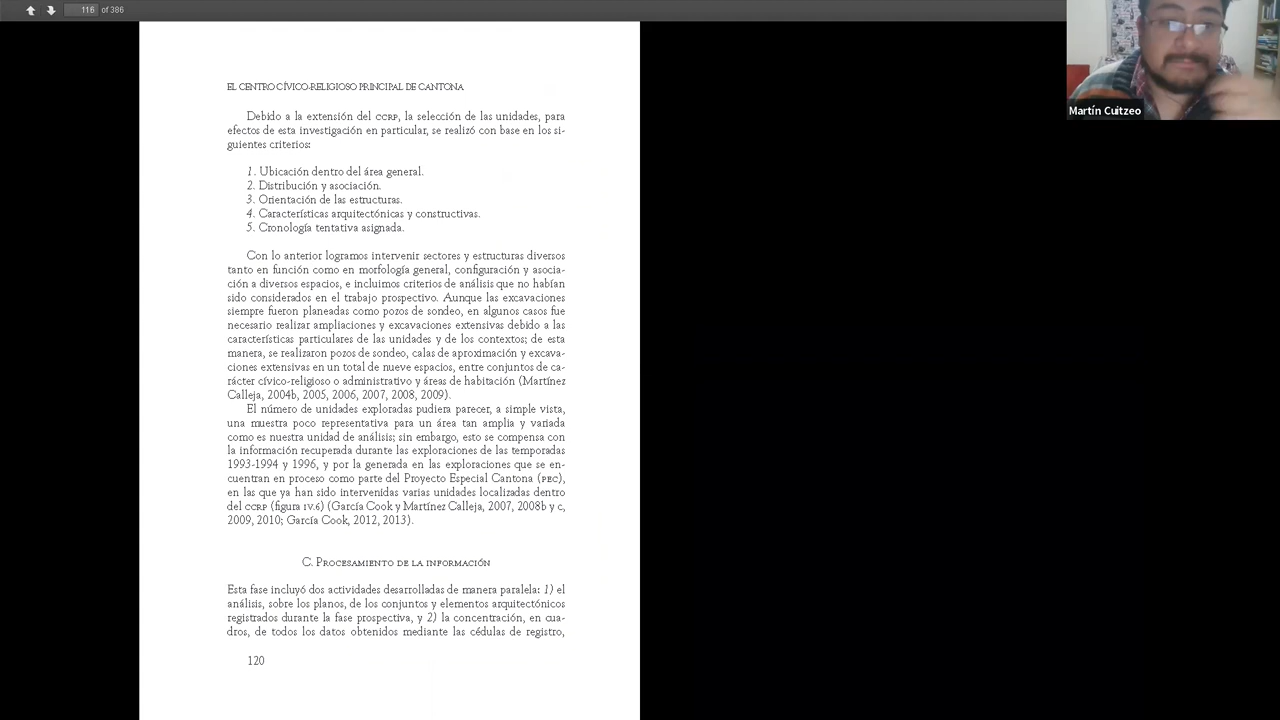 116 of 386
Martín Cuitzeo
EL CENTRO CÍVICO-RELIGIOSO PRINCIPAL DE CANTONA
Debido a la extensión del CCRP, la selección de las unidades, para
efectos de esta investigación en particular, se realizó con base en los si-
guientes criterios:
1. Ubicación dentro del área general.
2. Distribución y asociación.
3. Orientación de las estructuras.
4. Características arquitectónicas y constructivas.
5. Cronología tentativa asignada.
Con lo anterior logramos intervenir sectores y estructuras diversos
tanto en función como en morfología general, configuración y asocia-
ción a diversos espacios, e incluimos criterios de análisis que no habían
sido considerados en el trabajo prospectivo. Aunque las excavaciones
siempre fueron planeadas como pozos de sondeo, en algunos casos fue
necesario realizar ampliaciones y excavaciones extensivas debido a las
características particulares de las unidades y de los contextos; de esta
manera, se realizaron pozos de sondeo, calas de aproximación y excava-
ciones extensivas en un total de nueve espacios, entre conjuntos de ca-
rácter cívico-religioso o administrativo y áreas de habitación (Martínez
Calleja, 2004b, 2005, 2006, 2007, 2008, 2009).
El número de unidades exploradas pudiera parecer, a simple vista,
una muestra poco representativa para un área tan amplia y variada
como es nuestra unidad de análisis; sin embargo, esto se compensa con
la información recuperada durante las exploraciones de las temporadas
1993-1994 y 1996, y por la generada en las exploraciones que se en-
cuentran en proceso como parte del Proyecto Especial Cantona (PEC),
en las que ya han sido intervenidas varias unidades localizadas dentro
del CCRP (figura IV.6) (García Cook y Martínez Calleja, 2007, 2008b y c,
2009, 2010; García Cook, 2012, 2013).
C. PROCESAMIENTO DE LA INFORMACIÓN
Esta fase incluyó dos actividades desarrolladas de manera paralela: 1) el
análisis, sobre los planos, de los conjuntos y elementos arquitectónicos
registrados durante la fase prospectiva, y 2) la concentración, en cua-
dros, de todos los datos obtenidos mediante las cédulas de registro,
120